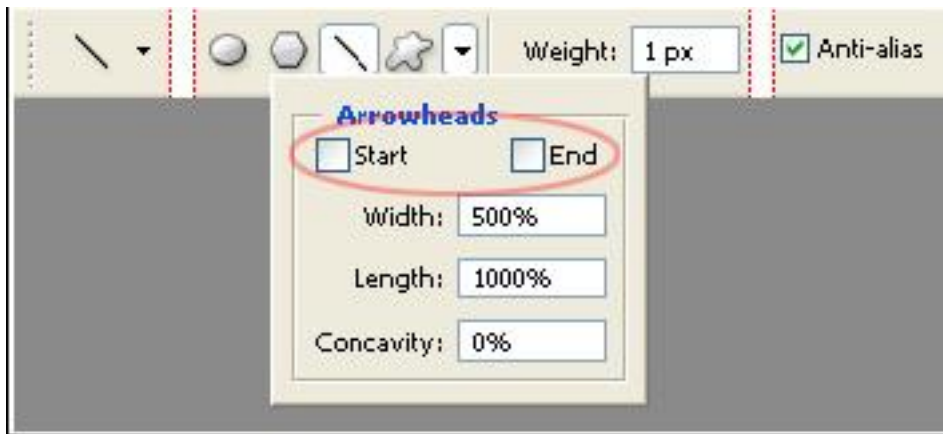 Weight: 1 px Anti-alias
Arrowheads
Start End
Width: 500%
Length: 1000%
Concavity: 0%